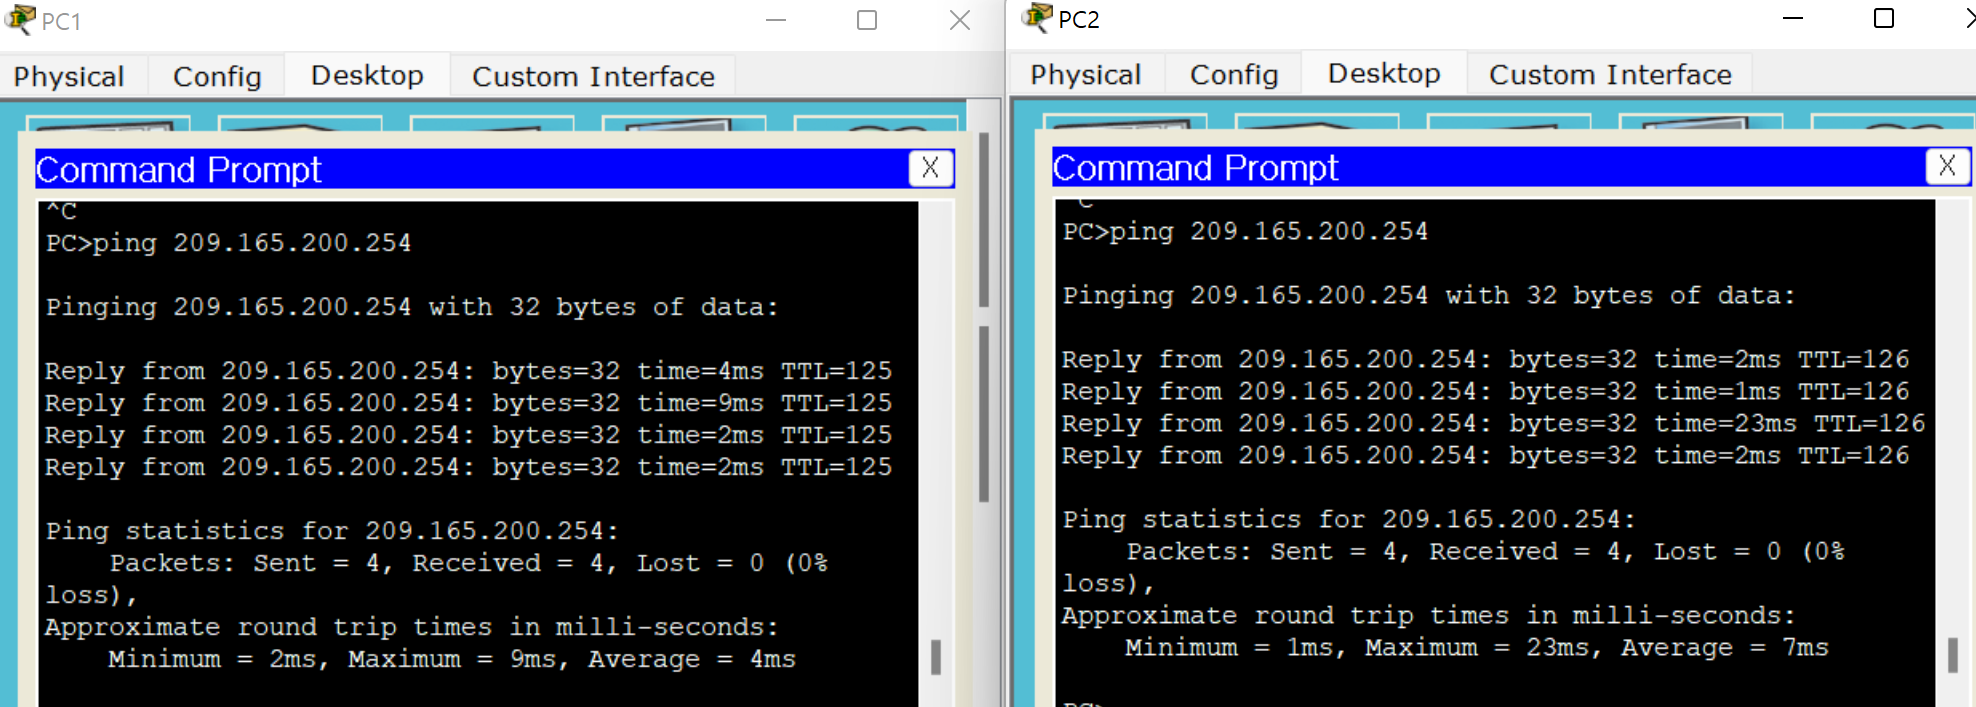 PC1
Physical Config Desktop Custom Interface
Command Prompt X
^C
PC>ping 209.165.200.254
Pinging 209.165.200.254 with 32 bytes of data:
Reply from 209.165.200.254: bytes=32 time=4ms TTL=125
Reply from 209.165.200.254: bytes=32 time=9ms TTL=125
Reply from 209.165.200.254: bytes=32 time=2ms TTL=125
Reply from 209.165.200.254: bytes=32 time=2ms TTL=125
Ping statistics for 209.165.200.254:
Packets: Sent = 4, Received = 4, Lost = 0 (0%
loss),
Approximate round trip times in milli-seconds:
Minimum = 2ms, Maximum = 9ms, Average = 4ms
PC2
Physical Config Desktop Custom Interface
Command Prompt X
PC>ping 209.165.200.254
Pinging 209.165.200.254 with 32 bytes of data:
Reply from 209.165.200.254: bytes=32 time=2ms TTL=126
Reply from 209.165.200.254: bytes=32 time=1ms TTL=126
Reply from 209.165.200.254: bytes=32 time=23ms TTL=126
Reply from 209.165.200.254: bytes=32 time=2ms TTL=126
Ping statistics for 209.165.200.254:
Packets: Sent = 4, Received = 4, Lost = 0 (0%
loss),
Approximate round trip times in milli-seconds:
Minimum = 1ms, Maximum = 23ms, Average = 7ms